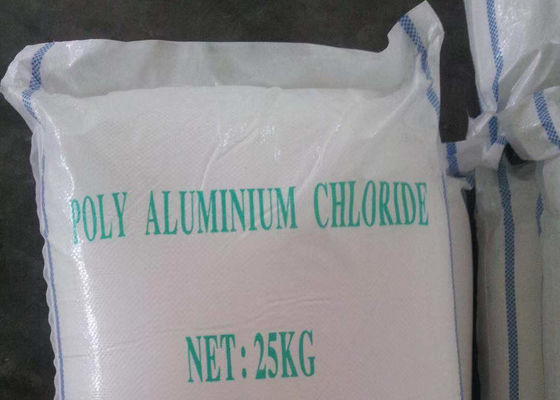 POLY ALUMINIUM CHLORIDE
NET:25KG